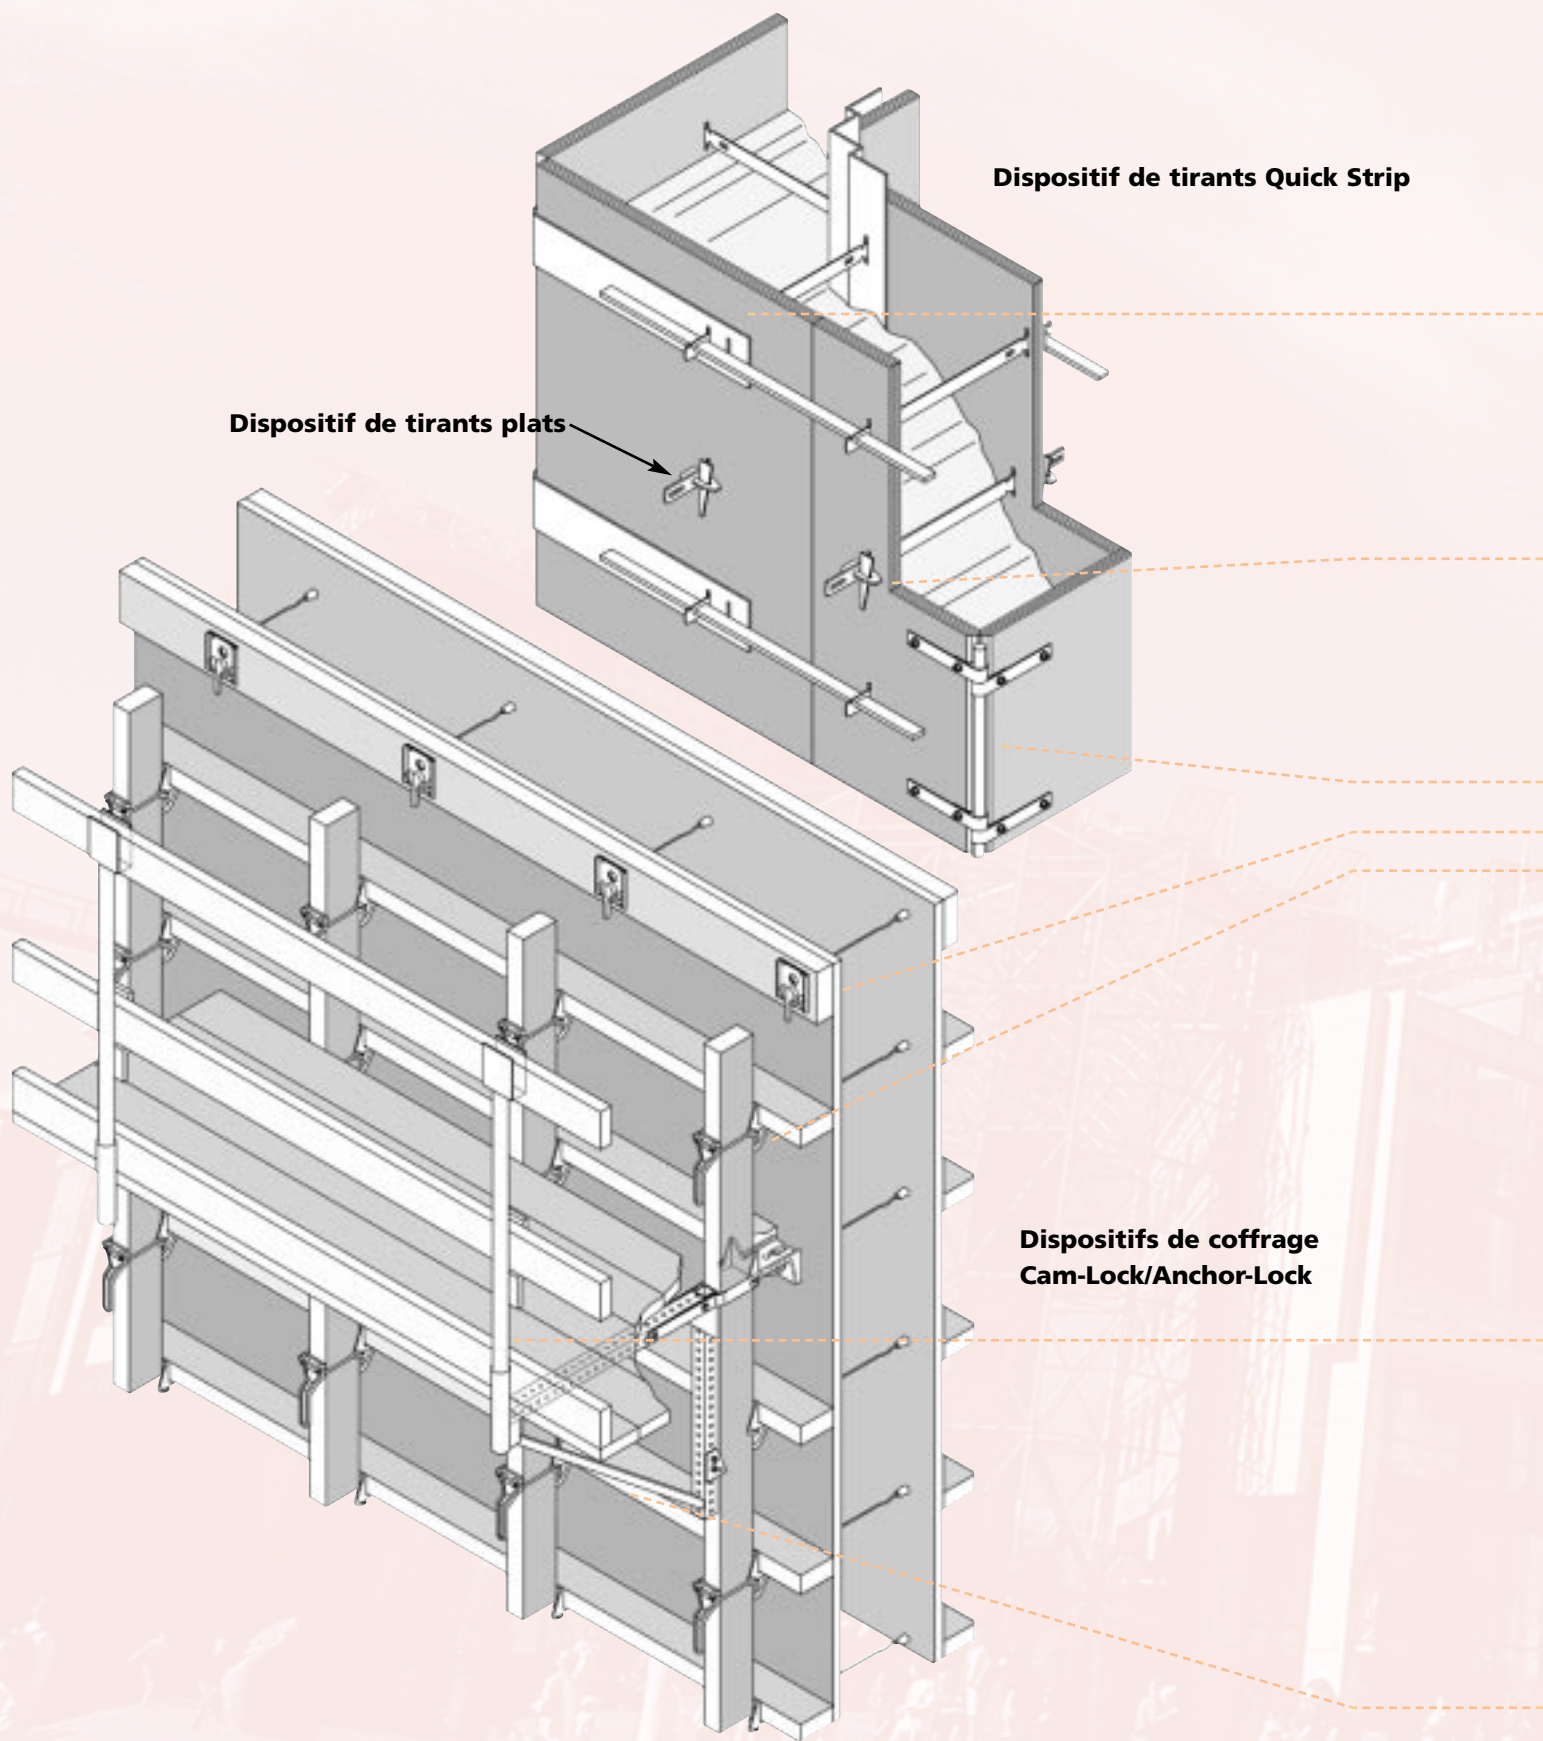 Dispositif de tirants Quick Strip
Dispositif de tirants plats
Dispositifs de coffrage
Cam-Lock/Anchor-Lock